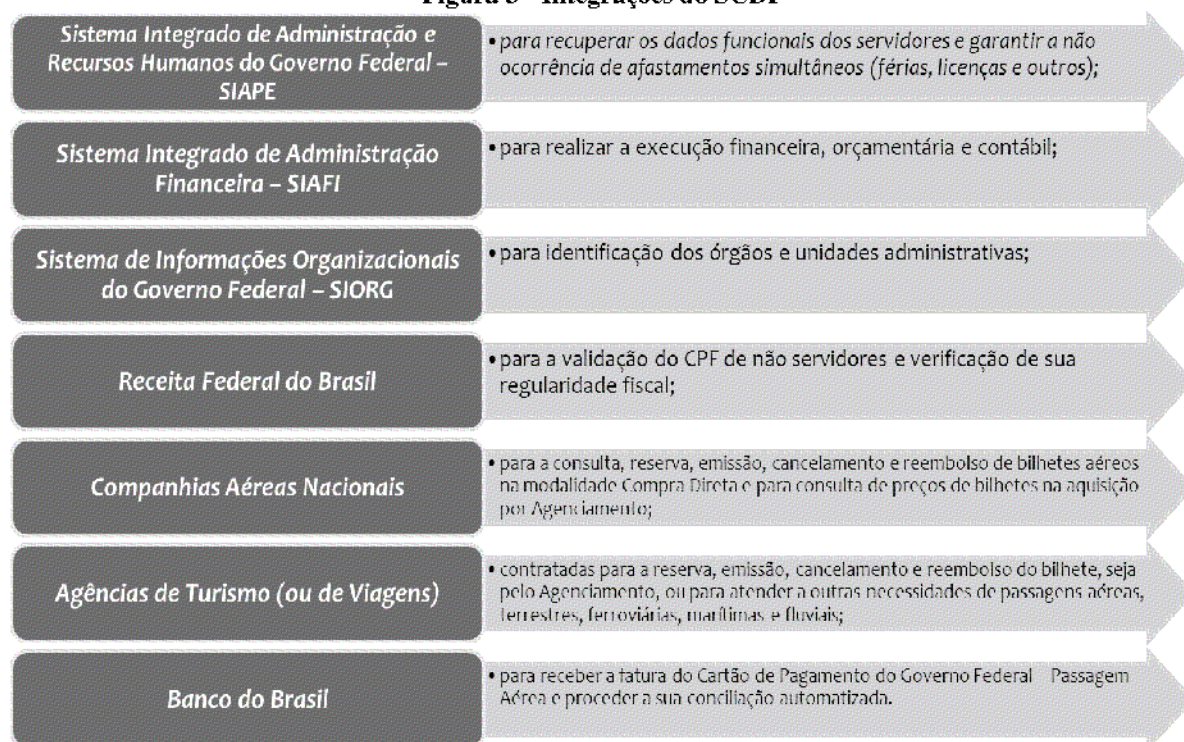 Sistema Integrado de Administração e
Recursos Humanos do Governo Federal –
SIAPE
• para recuperar os dados funcionais dos servidores e garantir a não
ocorrência de afastamentos simultâneos (férias, licenças e outros);
Sistema Integrado de Administração
Financeira – SIAFI
• para realizar a execução financeira, orçamentária e contábil;
Sistema de Informações Organizacionais
do Governo Federal – SIORG
• para identificação dos órgãos e unidades administrativas;
Receita Federal do Brasil
• para a validação do CPF de não servidores e verificação de sua
regularidade fiscal;
Companhias Aéreas Nacionais
• para a consulta, reserva, emissão, cancelamento e reembolso de bilhetes aéreos
na modalidade Compra Direta e para consulta de preços de bilhetes na aquisição
por Agenciamento;
Agências de Turismo (ou de Viagens)
• contratadas para a reserva, emissão, cancelamento e reembolso do bilhete, seja
pelo Agenciamento, ou para atender a outras necessidades de passagens aéreas,
terrestres, ferroviárias, marítimas e fluviais;
Banco do Brasil
• para receber a fatura do Cartão de Pagamento do Governo Federal Passagem
Aérea e proceder a sua conciliação automatizada.